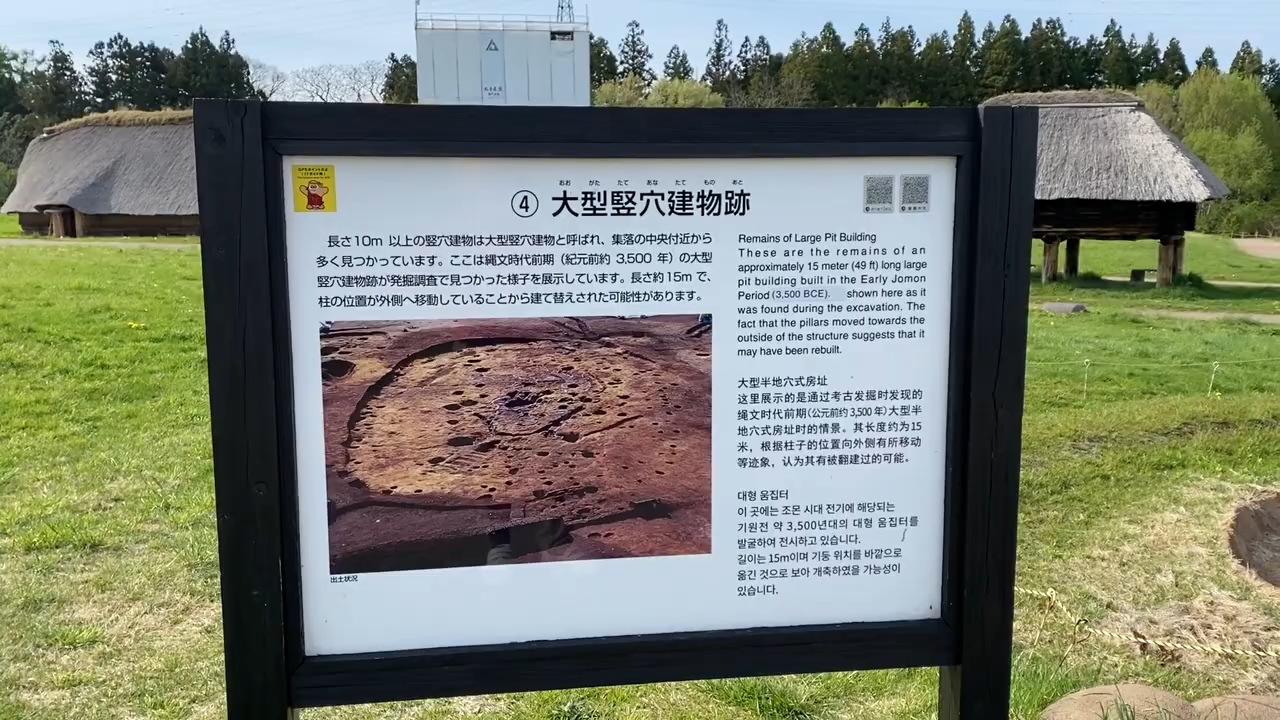 おお がた たて あな たて もの あと
④ 大型竪穴建物跡
長さ10m 以上の竪穴建物は大型竪穴建物と呼ばれ、集落の中央付近から
多く見つかっています。ここは縄文時代前期（紀元前約 3,500 年）の大型
竪穴建物跡が発掘調査で見つかった様子を展示しています。長さ約15mで、
柱の位置が外側へ移動していることから建て替えされた可能性があります。
出土状況
Remains of Large Pit Building
These are the remains of an
approximately 15 meter (49 ft) long large
pit building built in the Early Jomon
Period (3,500 BCE). shown here as it
was found during the excavation. The
fact that the pillars moved towards the
outside of the structure suggests that it
may have been rebuilt.
大型半地穴式房址
这里展示的是通过考古发掘时发现的
绳文时代前期（公元前约 3,500 年）大型半
地穴式房址时的情景。其长度约为15
米，根据柱子的位置向外侧有所移动
等迹象，认为其有被翻建过的可能。
대형 움집터
이 곳에는 조몬 시대 전기에 해당되는
기원전 약 3,500년대의 대형 움집터를
발굴하여 전시하고 있습니다.
길이는 15m이며 기둥 위치를 바깥으로
옮긴 것으로 보아 개축하였을 가능성이
있습니다.